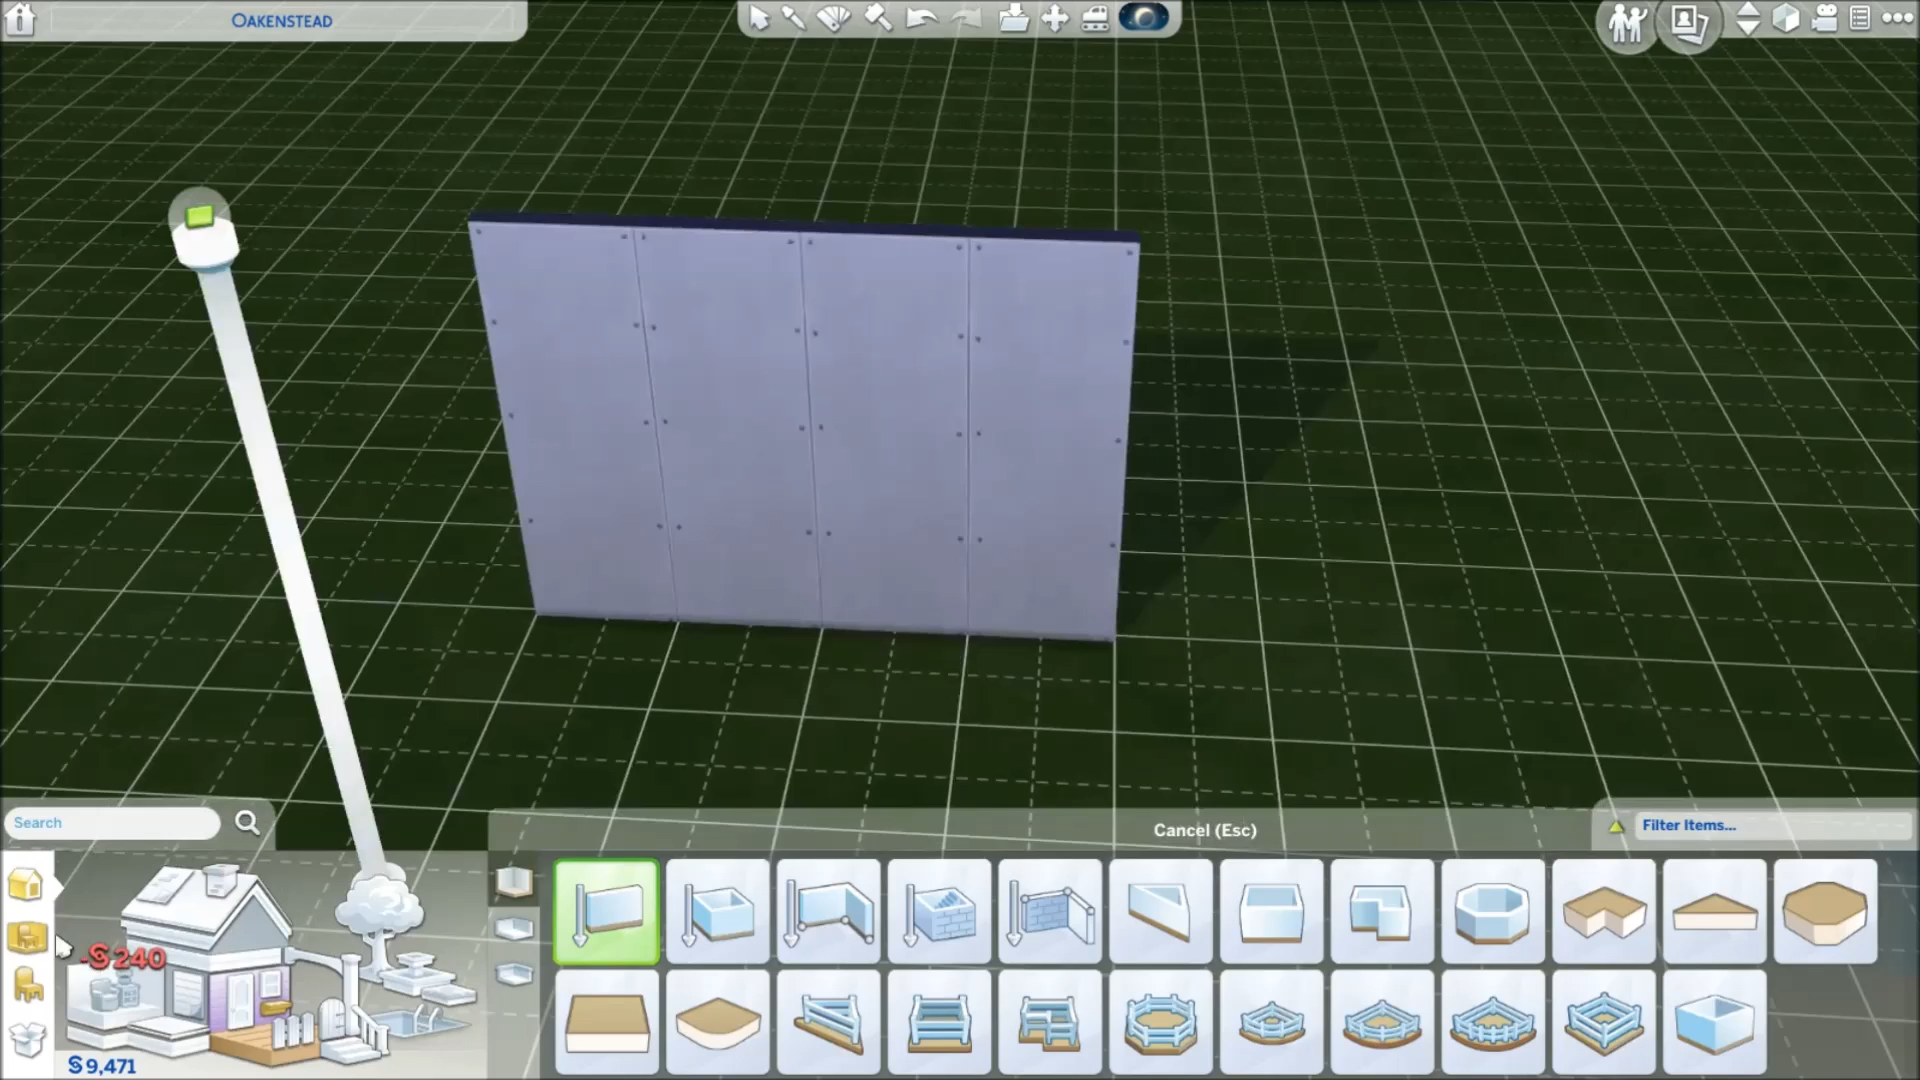 OAKENSTEAD
Search
Cancel (Esc)
Filter Items...
-§240
§9,471